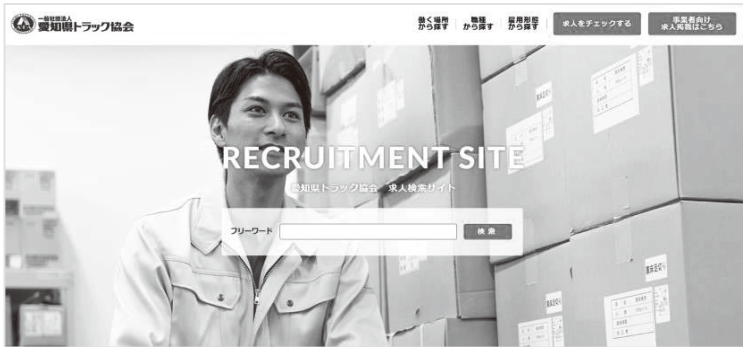 一般社団法人
愛知県トラック協会
働く場所
から探す
職種
から探す
雇用形態
から探す
求人をチェックする
事業者向け
求人掲載はこちら
RECRUITMENT SITE
愛知県トラック協会 求人検索サイト
フリーワード
検 索